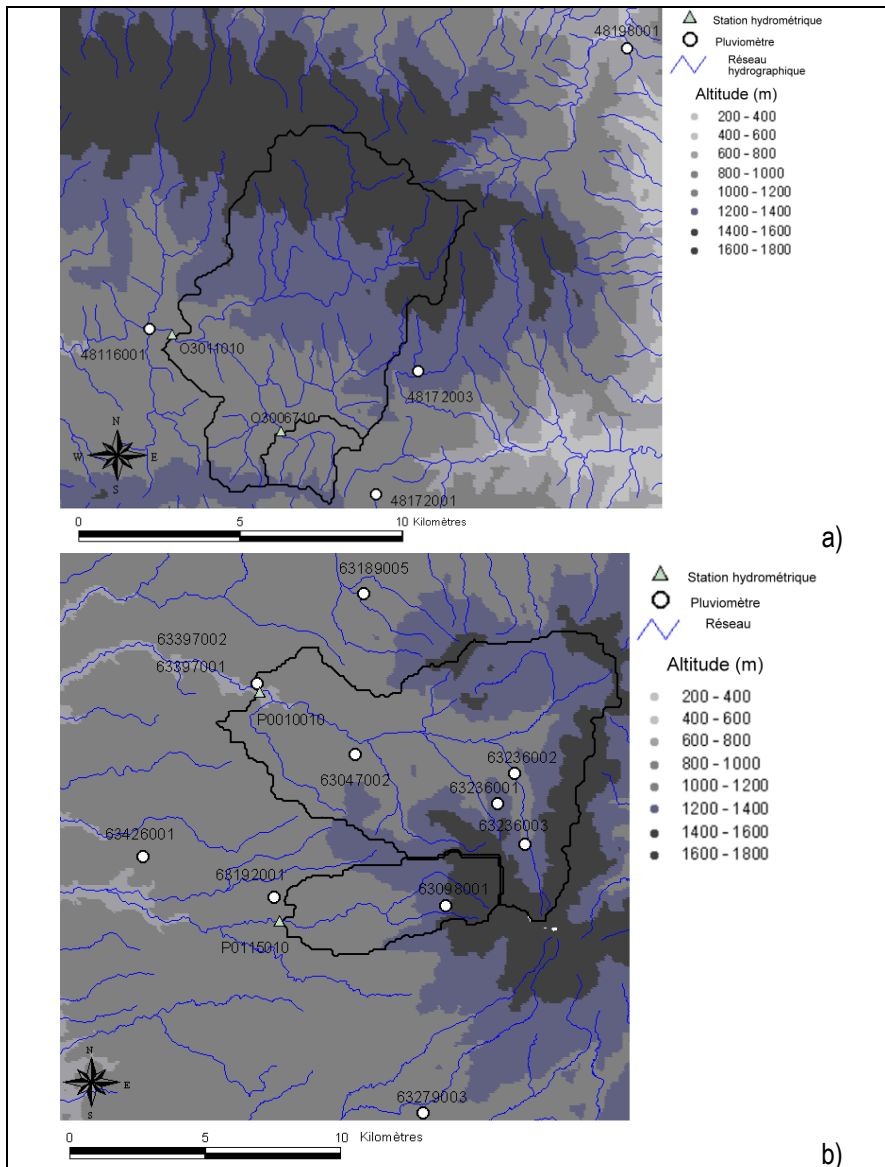 48198001
Station hydrométrique
Pluviomètre
Réseau
hydrographique
Altitude (m)
200 - 400
400 - 600
600 - 800
800 - 1000
1000 - 1200
1200 - 1400
1400 - 1600
1600 - 1800
48116001
O3011010
48172003
O3006710
N
W
E
S
48172001
0
5
10
Kilomètres
a)
63189005
Station hydrométrique
Pluviomètre
Réseau
Altitude (m)
200 - 400
400 - 600
600 - 800
800 - 1000
1000 - 1200
1200 - 1400
1400 - 1600
1600 - 1800
63397002
63397001
P0010010
63047002
63236002
63236001
63236003
63426001
63192001
63098001
P0115010
N
E
S
63279003
0
5
10
Kilomètres
b)